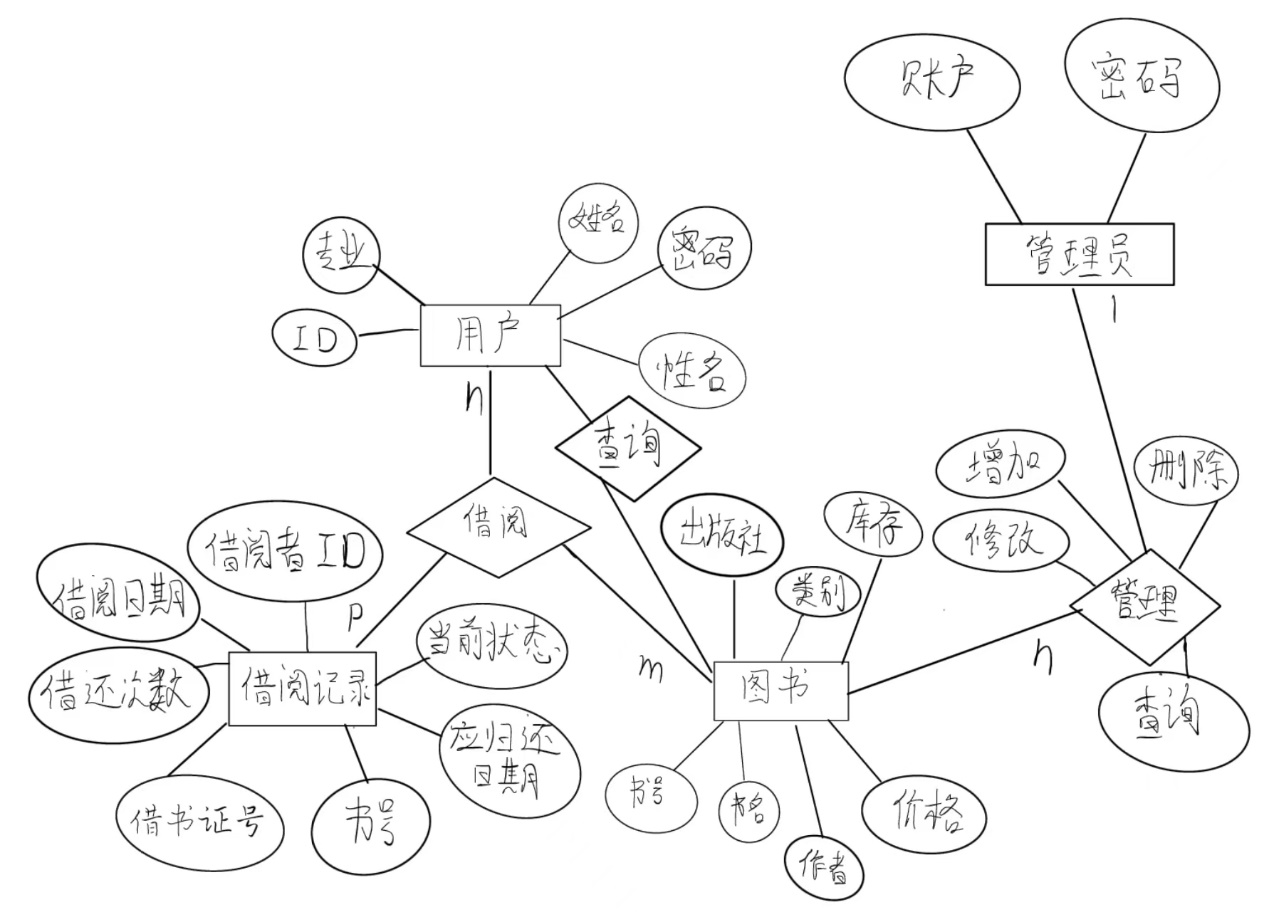 账户
密码
管理员
1
姓名
专业
密码
用户
ID
性名
n
查询
增加
删除
借阅
出版社
库存
修改
借阅者ID
借阅日期
类别
管理
p
当前状态
m
n
借还次数
借阅记录
图书
查询
应归还
日期
书号
书名
价格
借书证号
书号
作者